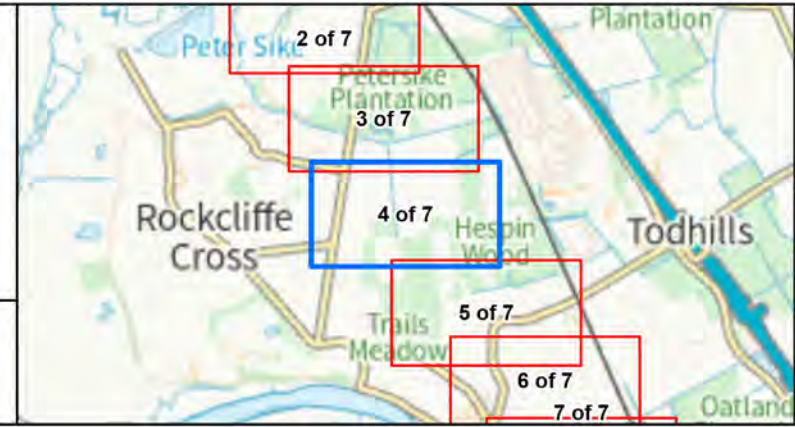 Plantation
2 of 7
Peter Sike
Petersike
Plantation
3 of 7
Rockcliffe
Cross
4 of 7
Hespin
Wood
Todhills
5 of 7
Trails
Meadow
6 of 7
7 of 7
Oatland